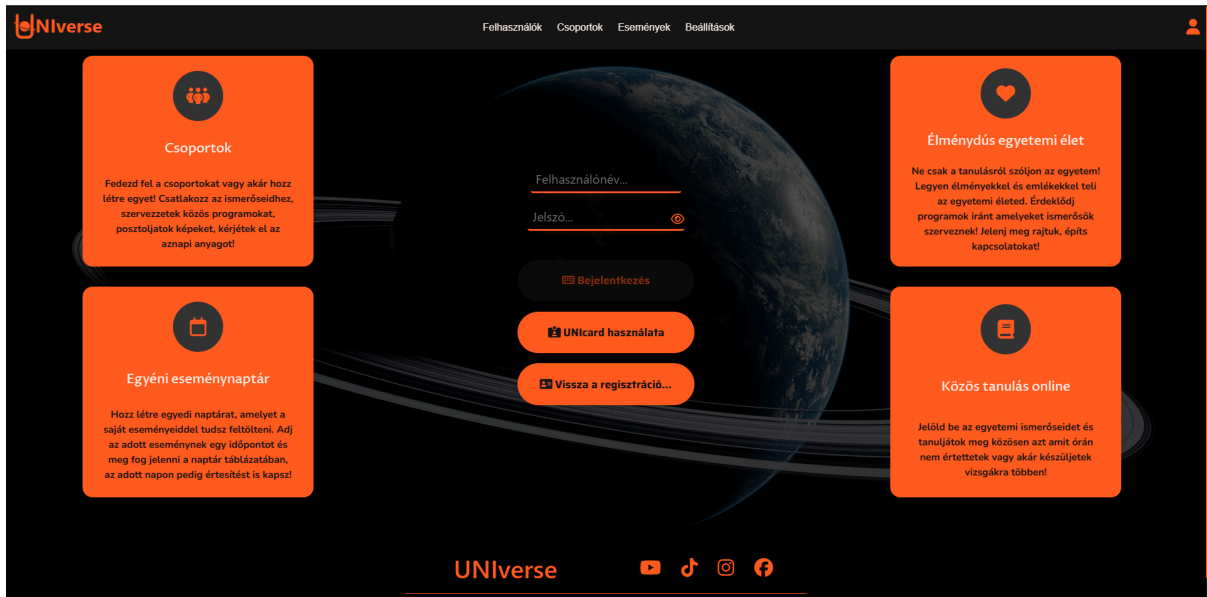 UNIverse
Felhasználók Csoportok Események Beállítások
Csoportok
Fedezd fel a csoportokat vagy akár hozz
létre egyet! Csatlakozz az ismerőseidhez,
szervezzetek közös programokat,
posztoljatok képeket, kérjétek el az
aznapi anyagot!
Egyéni eseménynaptár
Hozz létre egyedi naptárat, amelyet a
saját eseményeiddel tudsz feltölteni. Adj
az adott eseménynek egy időpontot és
meg fog jelenni a naptár táblázatában,
az adott napon pedig értesítést is kapsz!
Felhasználónév...
Jelszó...
Bejelentkezés
UNIcard használata
Vissza a regisztráció...
Élménydús egyetemi élet
Ne csak a tanulásról szóljon az egyetem!
Legyen élményekkel és emlékekkel teli
az egyetemi életed. Érdeklődj
programok iránt amelyeket ismerősök
szerveznek! Jelenj meg rajtuk, építs
kapcsolatokat!
Közös tanulás online
Jelöld be az egyetemi ismerőseidet és
tanuljátok meg közösen azt amit órán
nem értettetek vagy akár készüljetek
vizsgákra többen!
UNIverse